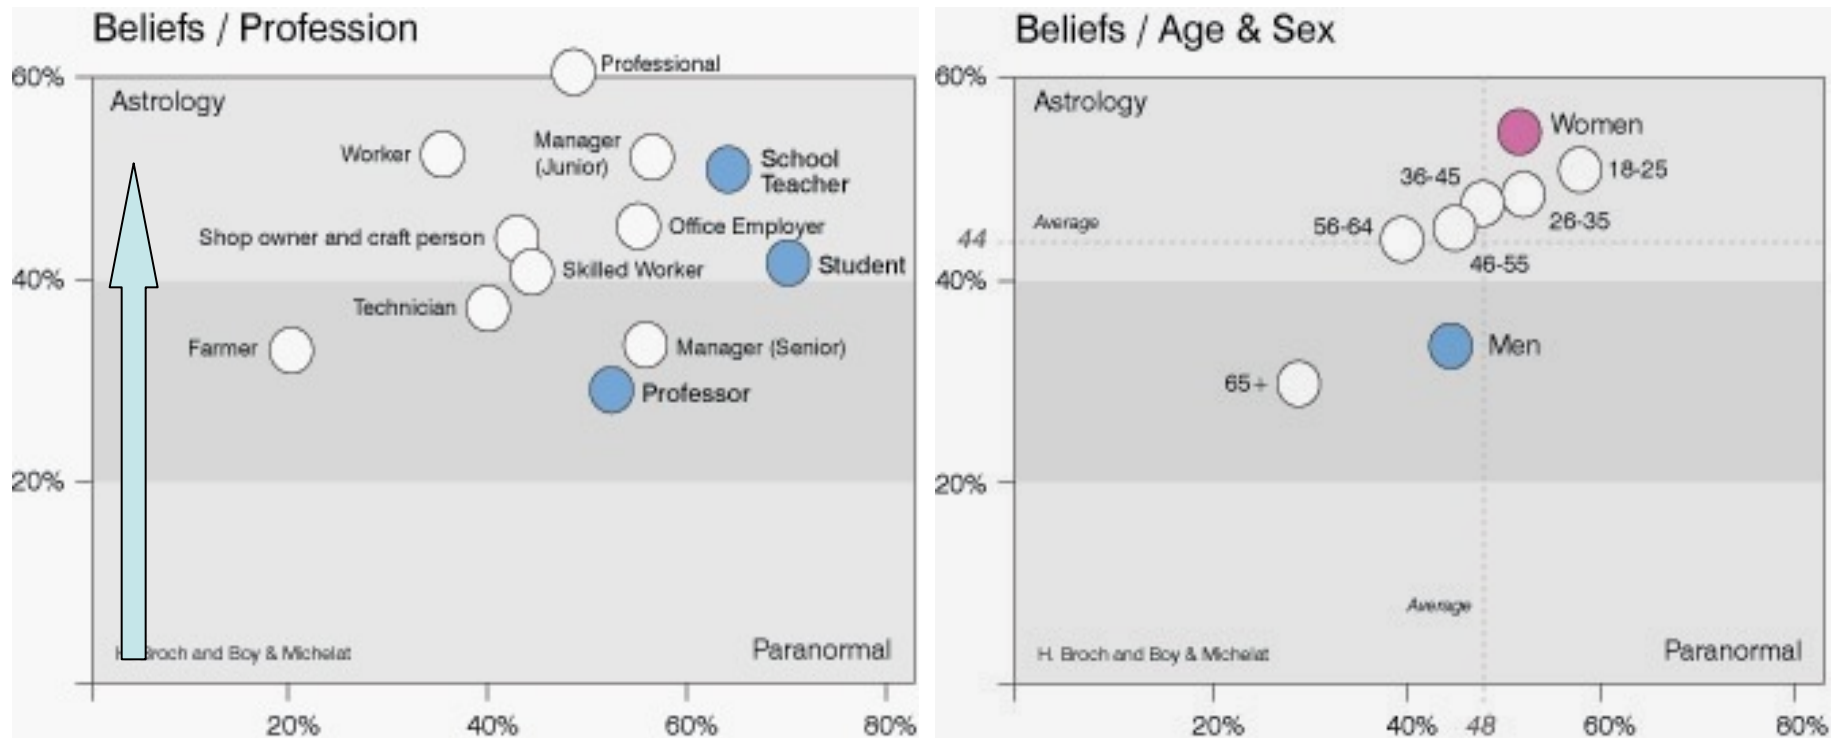 Beliefs / Profession
60%
Professional
Astrology
Worker
Manager
(Junior)
School
Teacher
Shop owner and craft person
Office Employer
Student
Skilled Worker
40%
Technician
Farmer
Manager (Senior)
Professor
20%
Broch and Boy & Michelat
Paranormal
20%
40%
60%
80%
Beliefs / Age & Sex
60%
Astrology
Women
36-45
18-25
Average
56-64
26-35
44
46-55
40%
Men
65+
20%
Average
H. Broch and Boy & Michelat
Paranormal
20%
40%
48
60%
80%